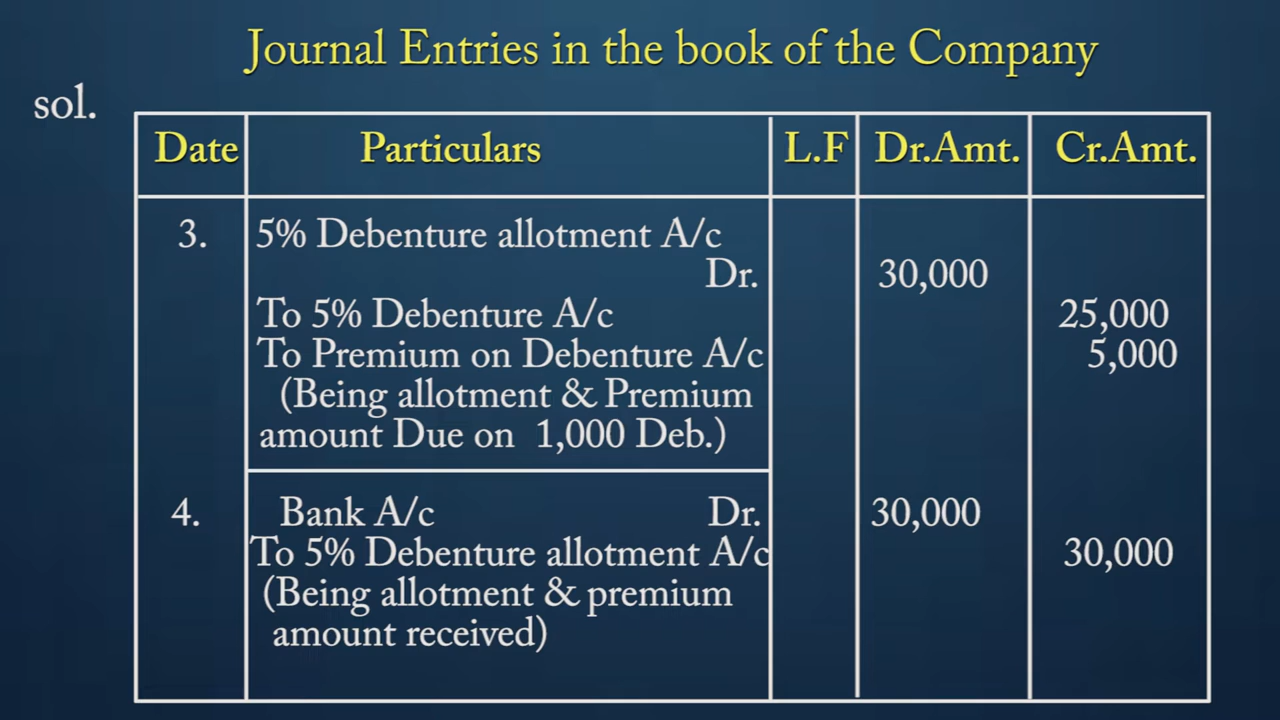 Journal Entries in the book of the Company
sol.
Date Particulars L.F Dr.Amt. Cr.Amt.
3. 5% Debenture allotment A/c
Dr. 30,000
To 5% Debenture A/c 25,000
To Premium on Debenture A/c 5,000
(Being allotment & Premium
amount Due on 1,000 Deb.)
4. Bank A/c Dr. 30,000
To 5% Debenture allotment A/c 30,000
(Being allotment & premium
amount received)